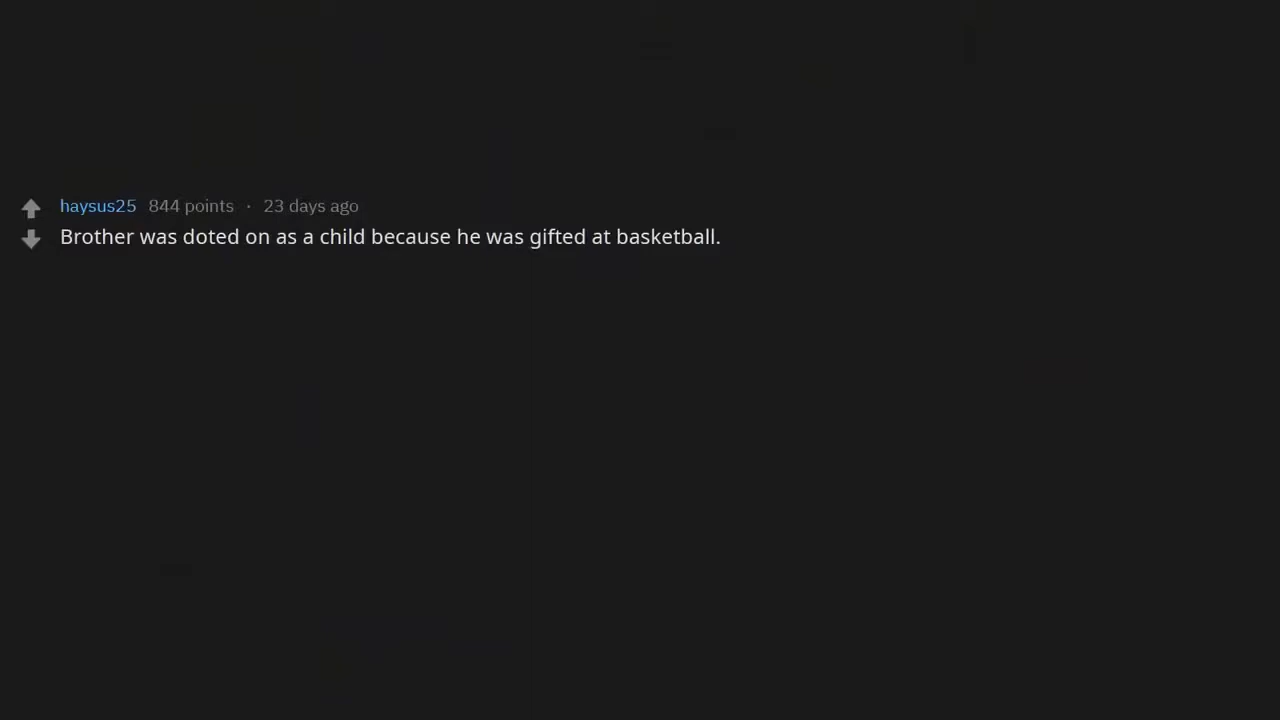 haysus25 844 points · 23 days ago
Brother was doted on as a child because he was gifted at basketball.